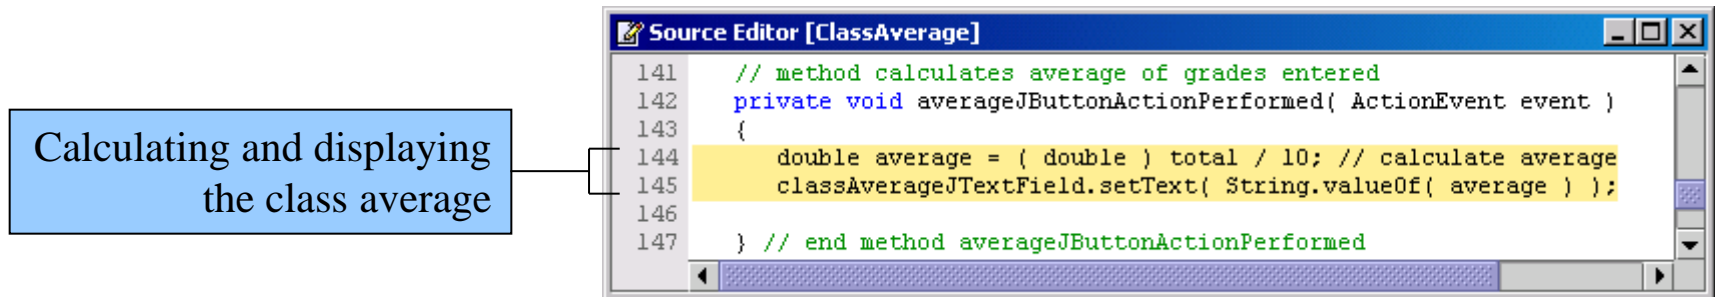 Calculating and displaying
the class average
Source Editor [ClassAverage]
141 // method calculates average of grades entered
142 private void averageJButtonActionPerformed( ActionEvent event )
143 {
144 double average = ( double ) total / 10; // calculate average
145 classAverageJTextField.setText( String.valueOf( average ) );
146
147 } // end method averageJButtonActionPerformed